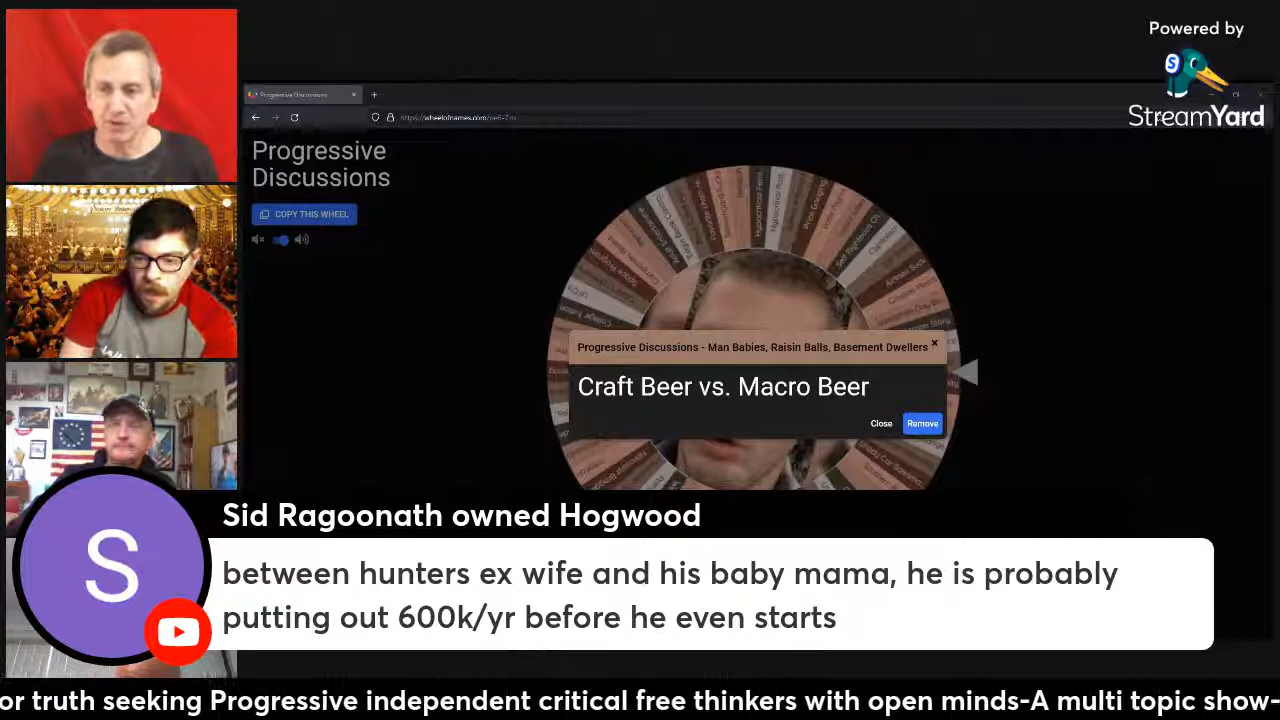 Powered by
StreamYard
Progressive Discussions
Progressive
Discussions
COPY THIS WHEEL
Progressive Discussions - Man Babies, Raisin Balls, Basement Dwellers
Craft Beer vs. Macro Beer
Close
Remove
S
Sid Ragoonath owned Hogwood
between hunters ex wife and his baby mama, he is probably
putting out 600k/yr before he even starts
or truth seeking Progressive independent critical free thinkers with open minds-A multi topic show-